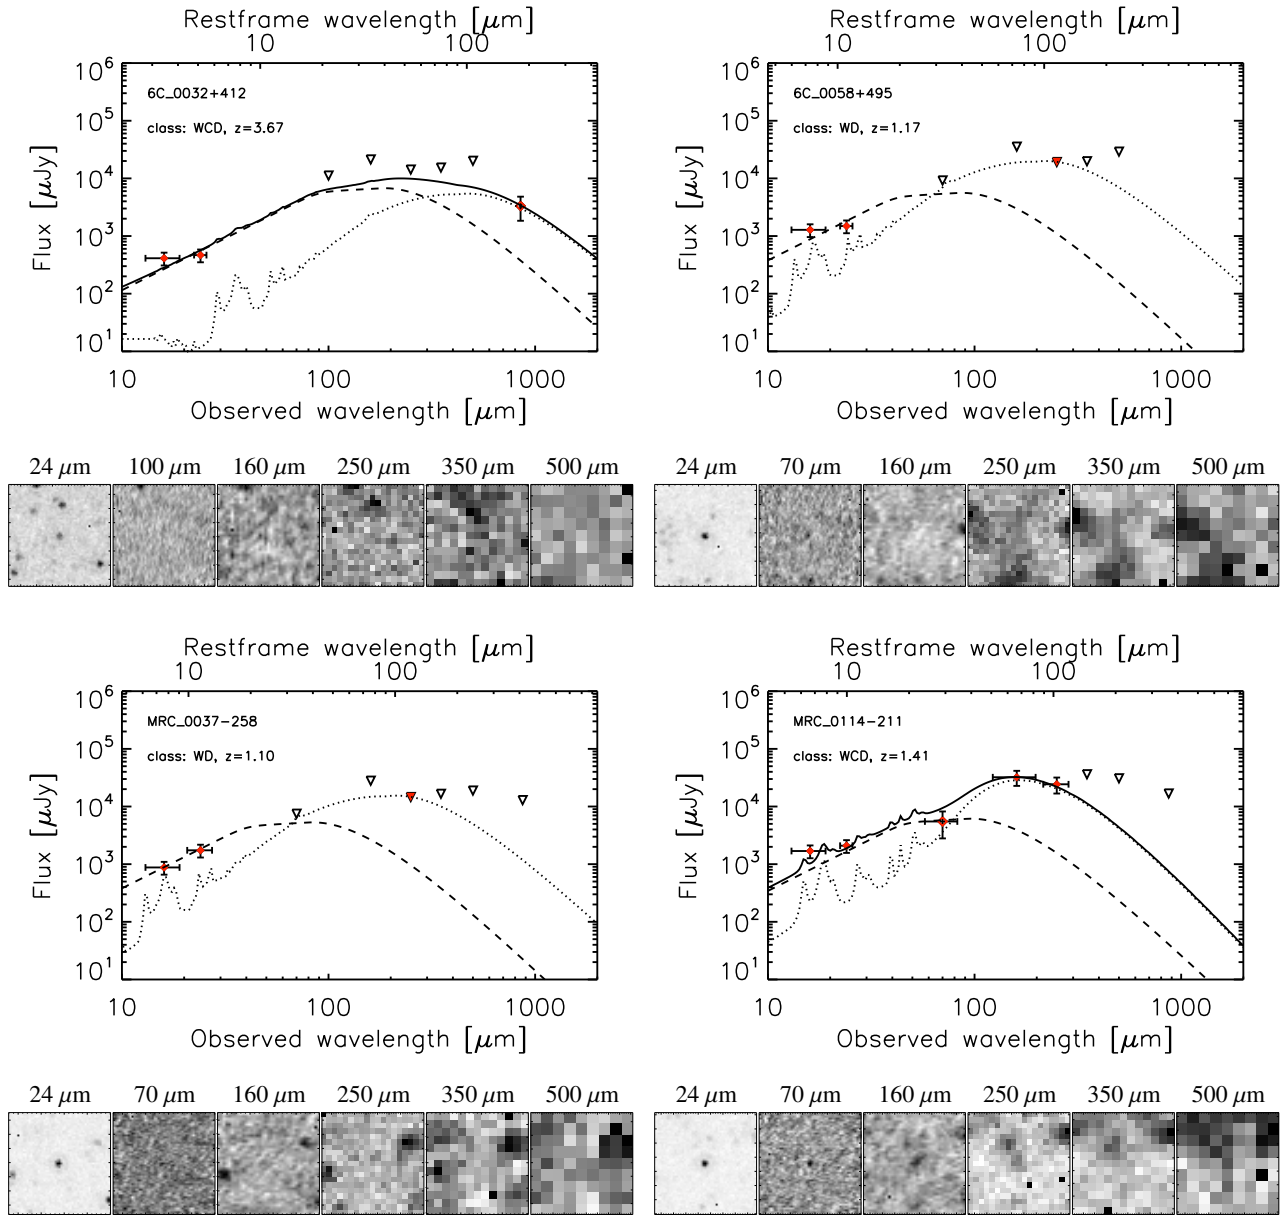 Restframe wavelength [μm]
10 100
10^6
10^5
10^4
10^3
10^2
10^1
Flux [μJy]
6C_0032+412
class: WCD, z=3.67
10 100 1000
Observed wavelength [μm]
24 μm 100 μm 160 μm 250 μm 350 μm 500 μm
Restframe wavelength [μm]
10 100
10^6
10^5
10^4
10^3
10^2
10^1
Flux [μJy]
6C_0058+495
class: WD, z=1.17
10 100 1000
Observed wavelength [μm]
24 μm 70 μm 160 μm 250 μm 350 μm 500 μm
Restframe wavelength [μm]
10 100
10^6
10^5
10^4
10^3
10^2
10^1
Flux [μJy]
MRC_0037-258
class: WD, z=1.10
10 100 1000
Observed wavelength [μm]
24 μm 70 μm 160 μm 250 μm 350 μm 500 μm
Restframe wavelength [μm]
10 100
10^6
10^5
10^4
10^3
10^2
10^1
Flux [μJy]
MRC_0114-211
class: WCD, z=1.41
10 100 1000
Observed wavelength [μm]
24 μm 70 μm 160 μm 250 μm 350 μm 500 μm